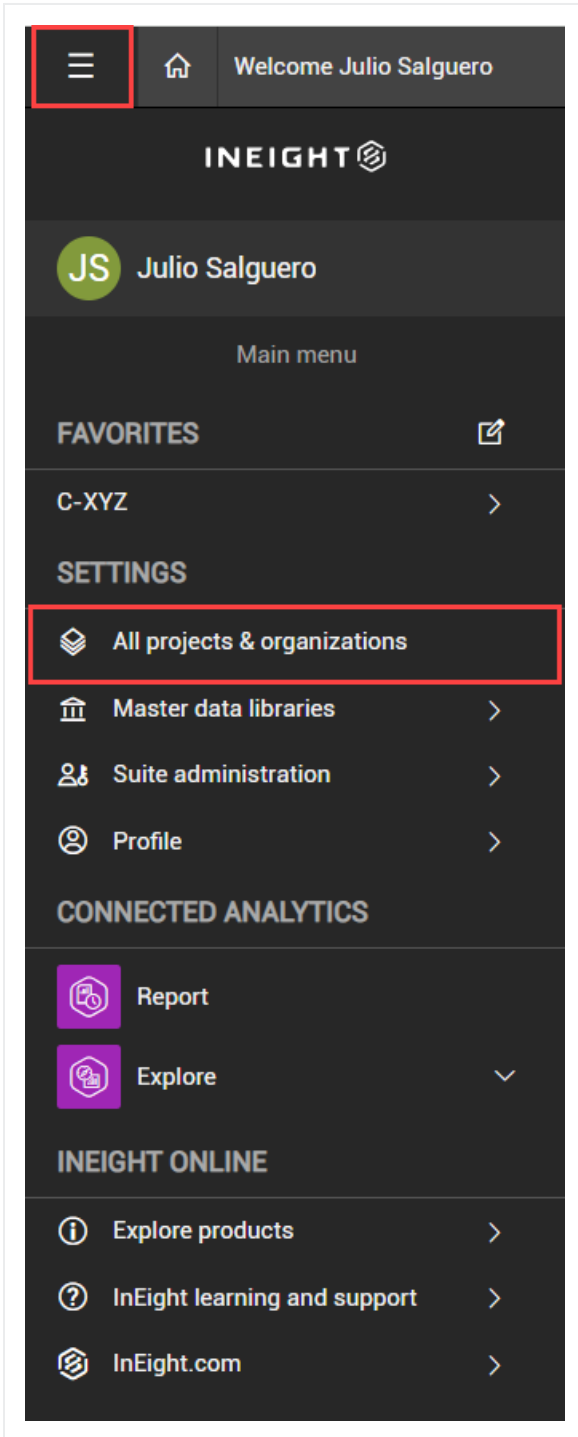 Welcome Julio Salguero
INEIGHT
JS Julio Salguero
Main menu
FAVORITES
C-XYZ
SETTINGS
All projects & organizations
Master data libraries
Suite administration
Profile
CONNECTED ANALYTICS
Report
Explore
INEIGHT ONLINE
Explore products
InEight learning and support
InEight.com